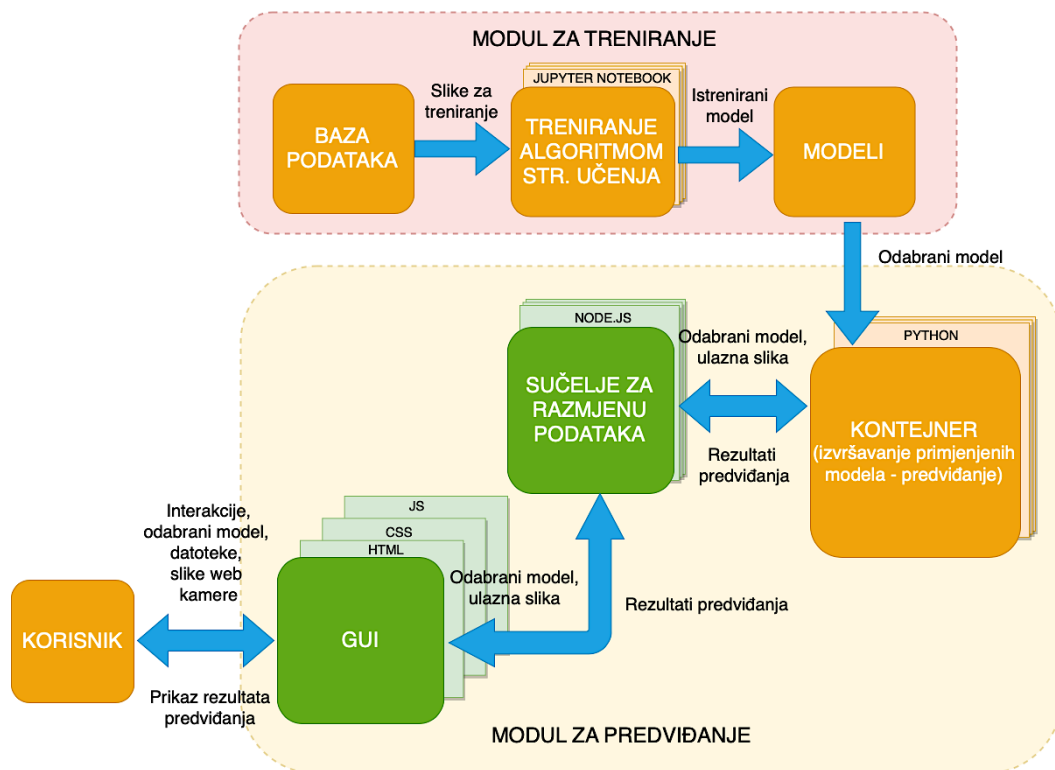 MODUL ZA TRENIRANJE
JUPYTER NOTEBOOK
Slike za
treniranje
Istrenirani
model
BAZA
PODATAKA
TRENIRANJE
ALGORITMOM
STR. UČENJA
MODELI
Odabrani model
NODE.JS
PYTHON
Odabrani model,
ulazna slika
SUČELJE ZA
RAZMJENU
PODATAKA
KONTEJNER
(izvršavanje primjenjenih
modela - predviđanje)
Rezultati
predviđanja
JS
CSS
HTML
Interakcije,
odabrani model,
datoteke,
slike web
kamere
Odabrani model,
ulazna slika
Rezultati predviđanja
KORISNIK
GUI
Prikaz rezultata
predviđanja
MODUL ZA PREDVIĐANJE